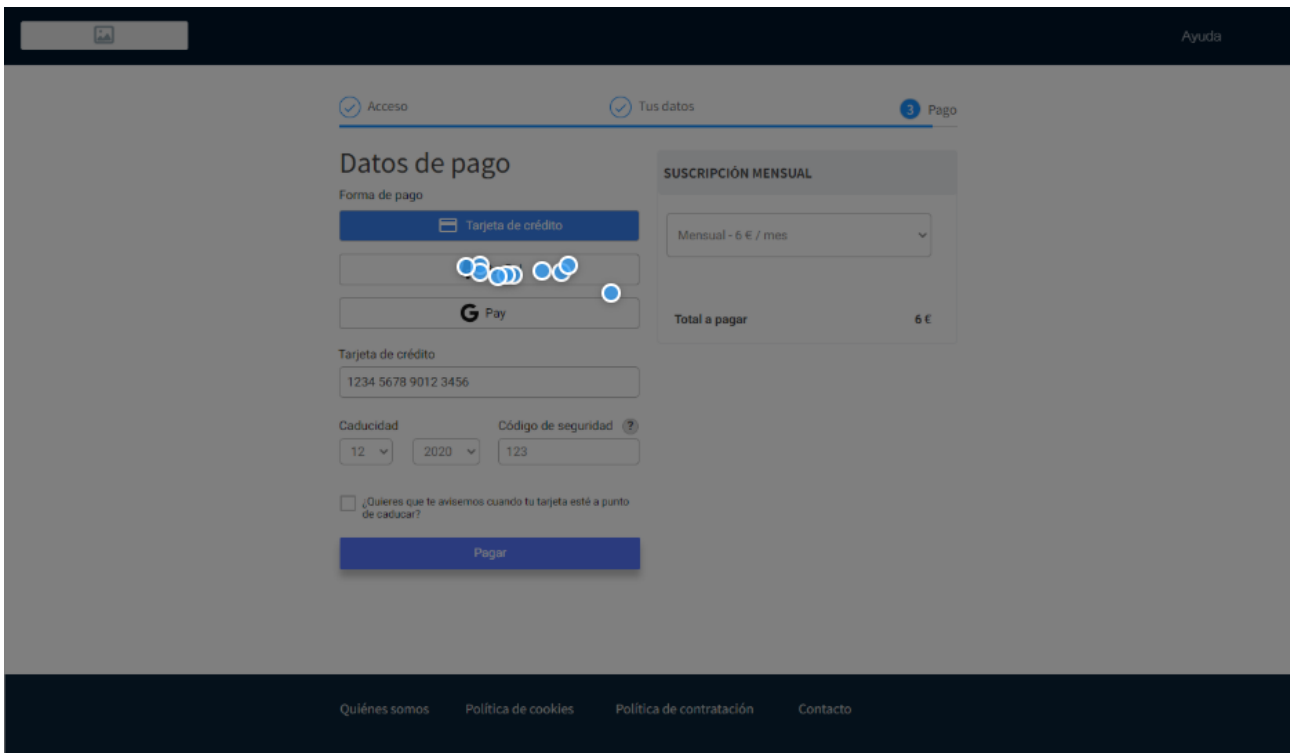 Ayuda
Acceso
Tus datos
3 Pago
Datos de pago
Forma de pago
Tarjeta de crédito
G Pay
Tarjeta de crédito
1234 5678 9012 3456
Caducidad
Código de seguridad ?
12
2020
123
¿Quieres que te avisemos cuando tu tarjeta esté a punto
de caducar?
Pagar
SUSCRIPCIÓN MENSUAL
Mensual - 6 € / mes
Total a pagar
6 €
Quiénes somos
Política de cookies
Política de contratación
Contacto